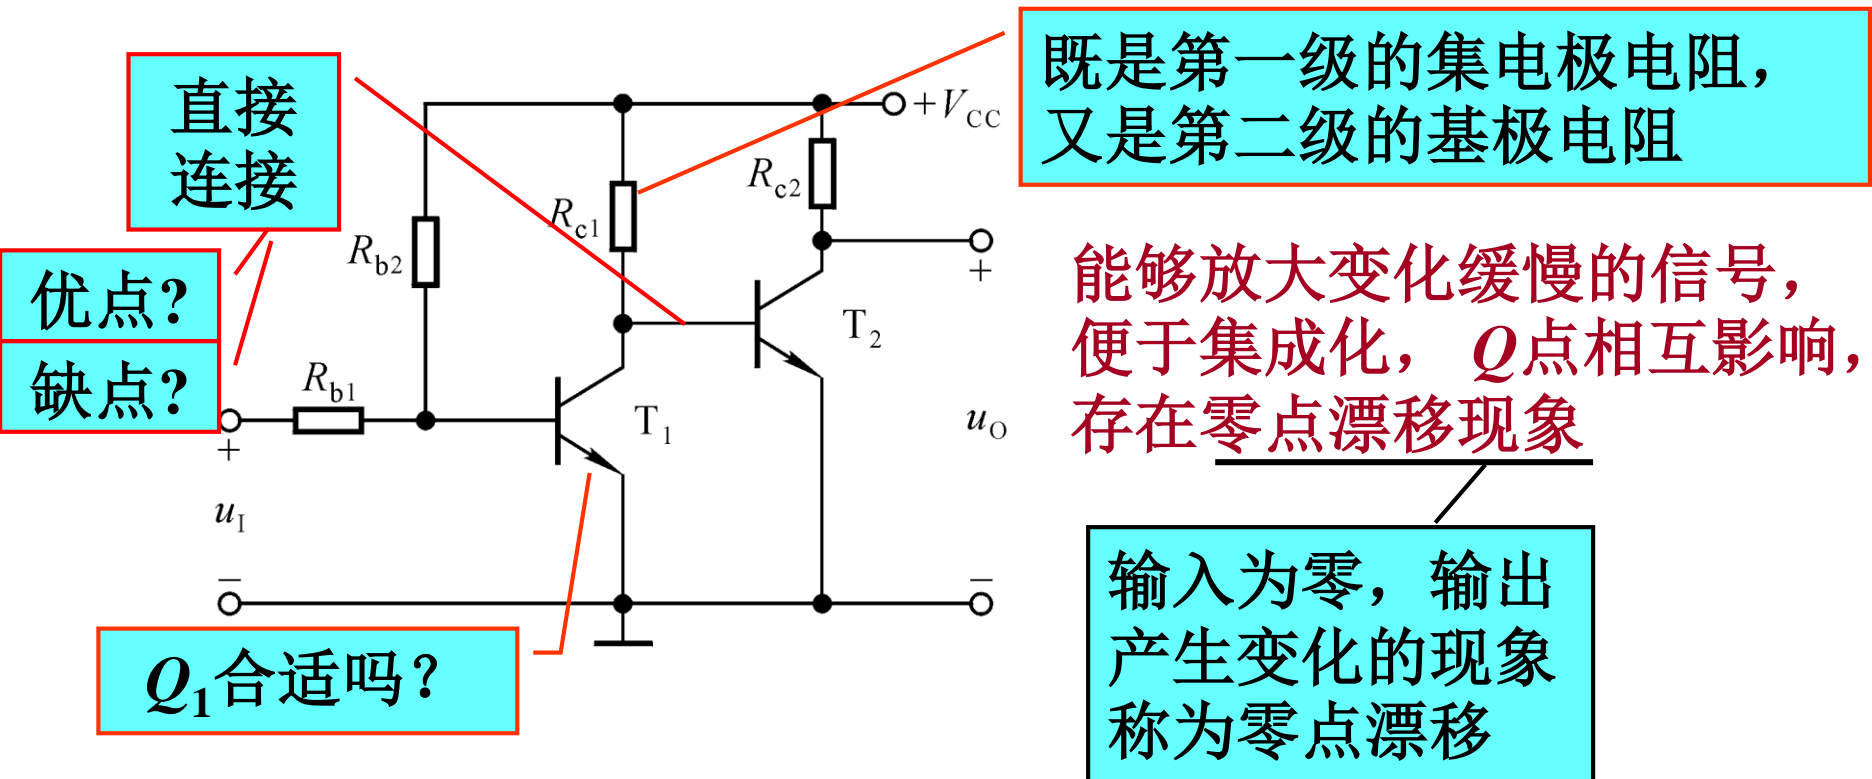 直接
连接
优点?
缺点?
既是第一级的集电极电阻，
又是第二级的基极电阻
+VCC
Rc2
Rc1
Rb2
Rb1
T1
T2
+
+
uI
uO
−
−
能够放大变化缓慢的信号，
便于集成化， Q点相互影响，
存在零点漂移现象
输入为零，输出
产生变化的现象
称为零点漂移
Q1合适吗？